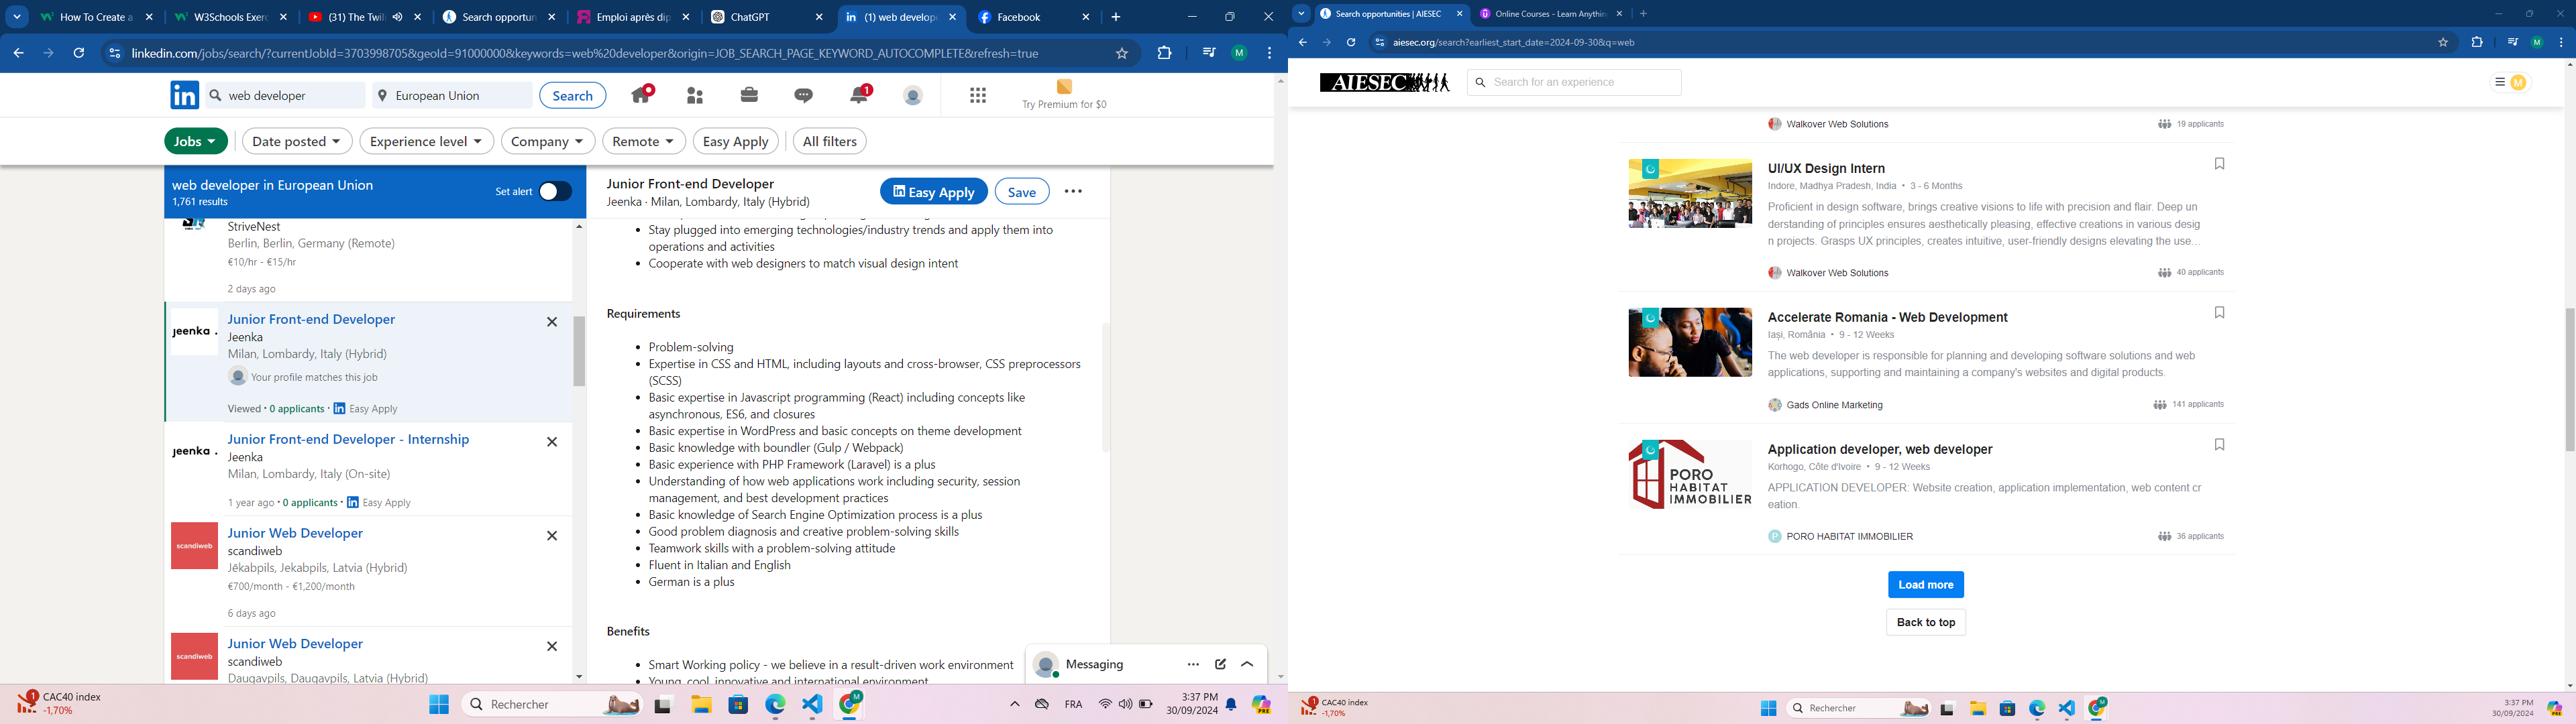 How To Create a
W3Schools Exerc
(31) The Twili
Search opportun
Emploi après dip
ChatGPT
(1) web develope
Facebook
linkedin.com/jobs/search/?currentJobId=3703998705&geoId=91000000&keywords=web%20developer&origin=JOB_SEARCH_PAGE_KEYWORD_AUTOCOMPLETE&refresh=true
M
in
web developer
European Union
Search
1
Try Premium for $0
Jobs
Date posted
Experience level
Company
Remote
Easy Apply
All filters
web developer in European Union
1,761 results
Set alert
StriveNest
Berlin, Berlin, Germany (Remote)
€10/hr - €15/hr
2 days ago
jeenka .
Junior Front-end Developer
Jeenka
Milan, Lombardy, Italy (Hybrid)
Your profile matches this job
Viewed · 0 applicants · in Easy Apply
jeenka .
Junior Front-end Developer - Internship
Jeenka
Milan, Lombardy, Italy (On-site)
1 year ago · 0 applicants · in Easy Apply
scandiweb
Junior Web Developer
scandiweb
Jēkabpils, Jekabpils, Latvia (Hybrid)
€700/month - €1,200/month
6 days ago
scandiweb
Junior Web Developer
scandiweb
Daugavpils, Daugavpils, Latvia (Hybrid)
Junior Front-end Developer
Jeenka · Milan, Lombardy, Italy (Hybrid)
in Easy Apply
Save
• Stay plugged into emerging technologies/industry trends and apply them into
operations and activities
• Cooperate with web designers to match visual design intent
Requirements
• Problem-solving
• Expertise in CSS and HTML, including layouts and cross-browser, CSS preprocessors
(SCSS)
• Basic expertise in Javascript programming (React) including concepts like
asynchronous, ES6, and closures
• Basic expertise in WordPress and basic concepts on theme development
• Basic knowledge with boundler (Gulp / Webpack)
• Basic experience with PHP Framework (Laravel) is a plus
• Understanding of how web applications work including security, session
management, and best development practices
• Basic knowledge of Search Engine Optimization process is a plus
• Good problem diagnosis and creative problem-solving skills
• Teamwork skills with a problem-solving attitude
• Fluent in Italian and English
• German is a plus
Benefits
• Smart Working policy - we believe in a result-driven work environment
• Young, cool, innovative and international environment
Messaging
1
CAC40 index
-1,70%
Rechercher
M
FRA
3:37 PM
30/09/2024
PRE
Search opportunities | AIESEC
Online Courses - Learn Anythin
aiesec.org/search?earliest_start_date=2024-09-30&q=web
M
AIESEC
Search for an experience
M
Walkover Web Solutions
19 applicants
UI/UX Design Intern
Indore, Madhya Pradesh, India • 3 - 6 Months
Proficient in design software, brings creative visions to life with precision and flair. Deep un
derstanding of principles ensures aesthetically pleasing, effective creations in various desig
n projects. Grasps UX principles, creates intuitive, user-friendly designs elevating the use...
Walkover Web Solutions
40 applicants
Accelerate Romania - Web Development
Iași, România • 9 - 12 Weeks
The web developer is responsible for planning and developing software solutions and web
applications, supporting and maintaining a company's websites and digital products.
Gads Online Marketing
141 applicants
PORO
HABITAT
IMMOBILIER
Application developer, web developer
Korhogo, Côte d'Ivoire • 9 - 12 Weeks
APPLICATION DEVELOPER: Website creation, application implementation, web content cr
eation.
P PORO HABITAT IMMOBILIER
36 applicants
Load more
Back to top
1
CAC40 index
-1,70%
Rechercher
M
3:37 PM
30/09/2024
PRE